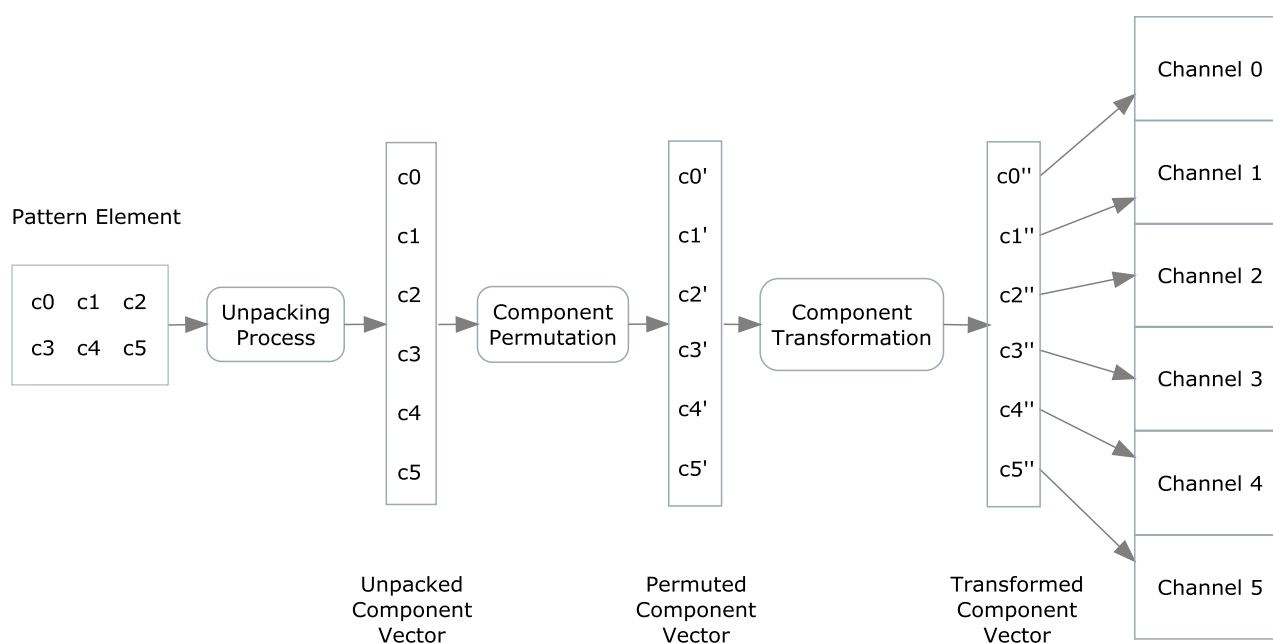 Pattern Element
c0 c1 c2
c3 c4 c5
Unpacking
Process
c0
c1
c2
c3
c4
c5
Unpacked
Component
Vector
Component
Permutation
c0'
c1'
c2'
c3'
c4'
c5'
Permuted
Component
Vector
Component
Transformation
c0''
c1''
c2''
c3''
c4''
c5''
Transformed
Component
Vector
Channel 0
Channel 1
Channel 2
Channel 3
Channel 4
Channel 5